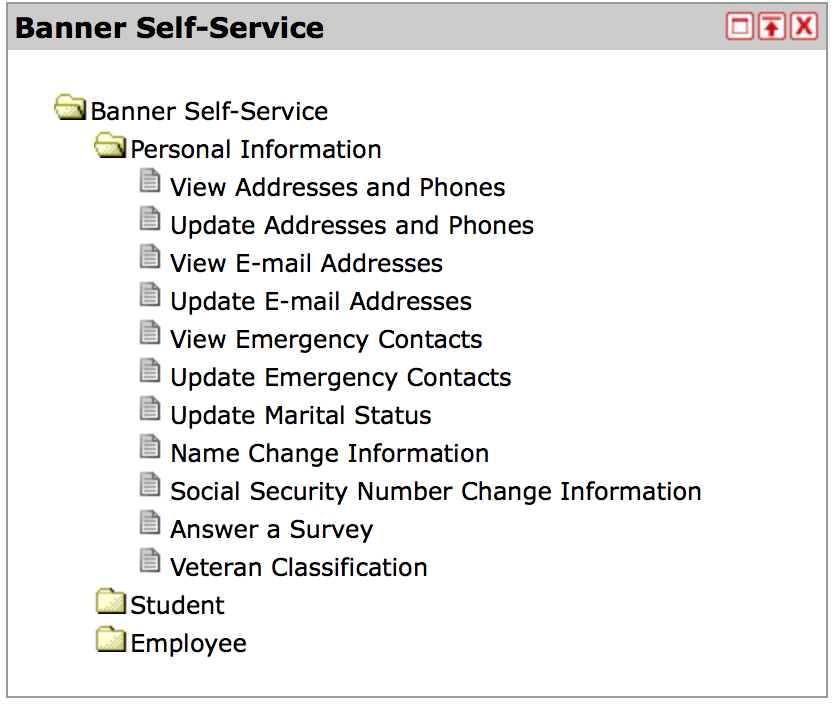 Banner Self-Service
Banner Self-Service
Personal Information
View Addresses and Phones
Update Addresses and Phones
View E-mail Addresses
Update E-mail Addresses
View Emergency Contacts
Update Emergency Contacts
Update Marital Status
Name Change Information
Social Security Number Change Information
Answer a Survey
Veteran Classification
Student
Employee